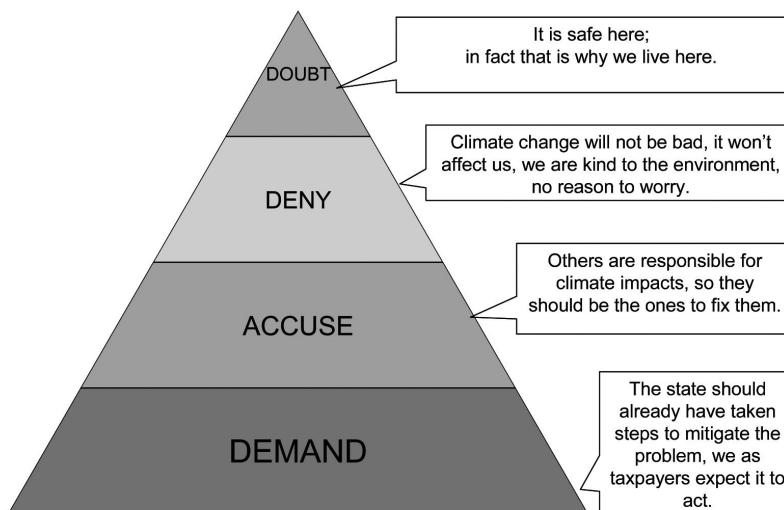 DOUBT
It is safe here;
in fact that is why we live here.
DENY
Climate change will not be bad, it won't
affect us, we are kind to the environment,
no reason to worry.
ACCUSE
Others are responsible for
climate impacts, so they
should be the ones to fix them.
DEMAND
The state should
already have taken
steps to mitigate the
problem, we as
taxpayers expect it to
act.